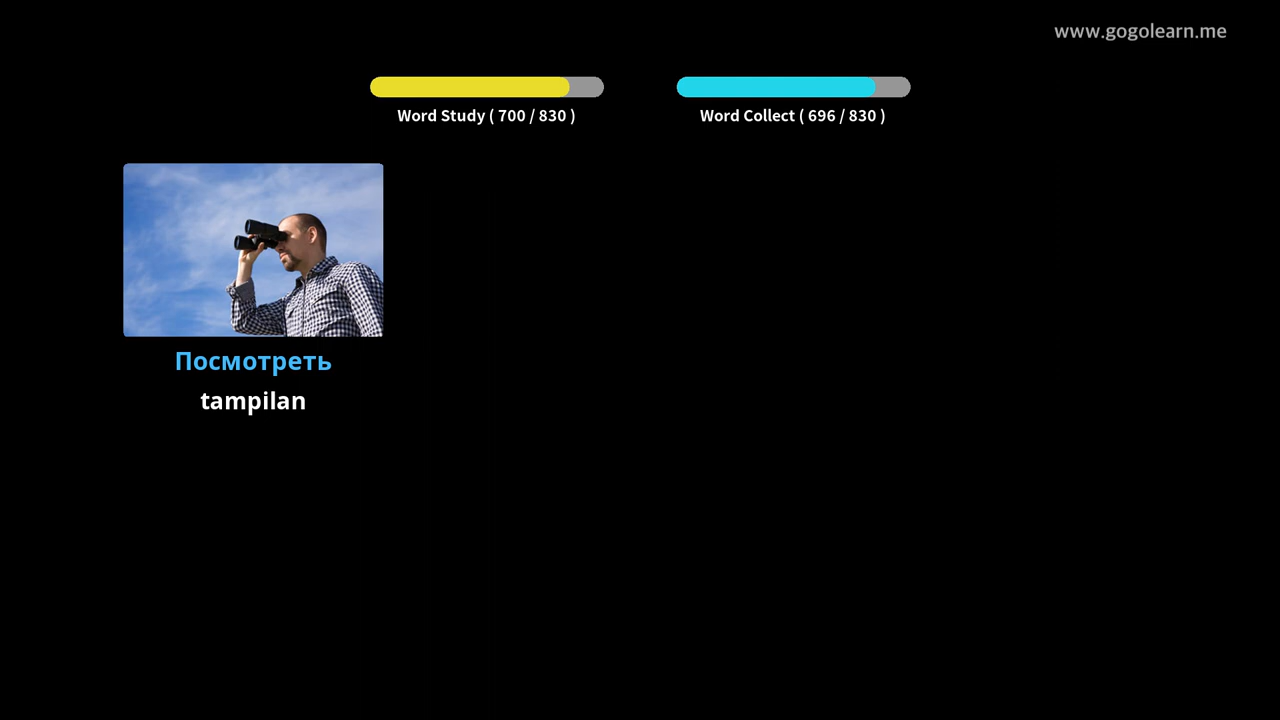 www.gogolearn.me
Word Study ( 700 / 830 )
Word Collect ( 696 / 830 )
Посмотреть
tampilan